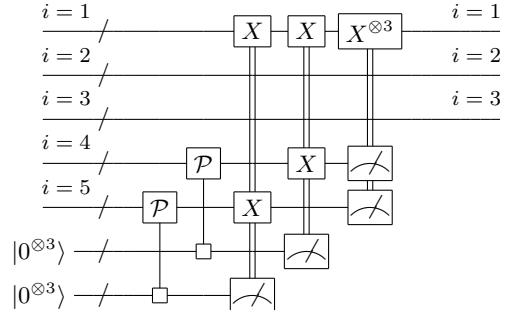 i = 1 X X X⊗3 i = 1
i = 2 i = 2
i = 3 i = 3
i = 4 𝒫 X
i = 5 𝒫 X
|0⊗3⟩
|0⊗3⟩